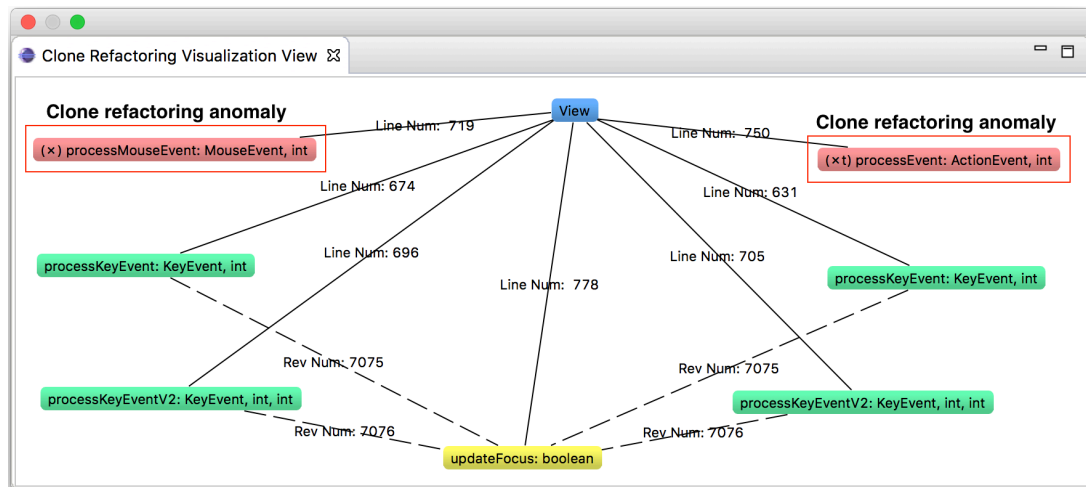 Clone Refactoring Visualization View
Clone refactoring anomaly
View
Clone refactoring anomaly
Line Num: 719
Line Num: 750
(×) processMouseEvent: MouseEvent, int
(×t) processEvent: ActionEvent, int
Line Num: 674
Line Num: 631
Line Num: 696
Line Num: 705
processKeyEvent: KeyEvent, int
processKeyEvent: KeyEvent, int
Line Num: 778
Rev Num: 7075
Rev Num: 7075
processKeyEventV2: KeyEvent, int, int
processKeyEventV2: KeyEvent, int, int
Rev Num: 7076
Rev Num: 7076
updateFocus: boolean